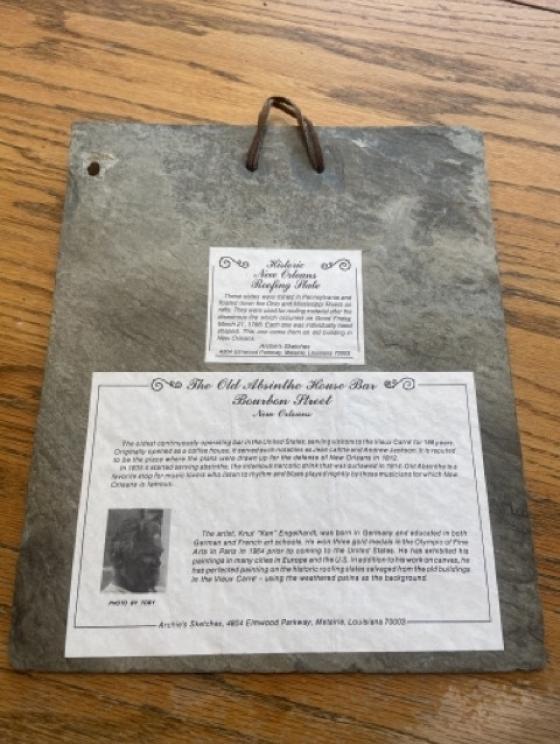 Historic
New Orleans
Roofing Slate
These slates were mined in Pennsylvania and
floated down the Ohio and Mississippi Rivers on
rafts. They were used for roofing material after the
disastrous fire which occurred on Good Friday,
March 21, 1788. Each one was individually hand
shaped. This one came from an old building in
New Orleans.
Archie's Sketches
4804 Elmwood Parkway, Metairie, Louisiana 70003
The Old Absinthe House Bar
Bourbon Street
New Orleans
The oldest continuously operating bar in the United States, serving visitors to the Vieux Carré for years.
Originally opened as a coffee house, it served such notables as Jean Lafitte and Andrew Jackson. It is reputed
to be the place where the plans were drawn up for the defense of New Orleans in 1812.
In it started serving absinthe, the infamous narcotic drink that was outlawed in Old Absinthe is a
favorite stop for music lovers who listen to rhythm and blues played nightly by those musicians for which New
Orleans is famous.
The artist, Knut "Ken" Engelhardt, was born in Germany and educated in both
German and French art schools. He won three gold medals in the Olympic of Fine
Arts in Paris in 1964 prior to coming to the United States. He has exhibited his
paintings in many cities in Europe and the U.S. In addition to his work on canvas, he
has perfected painting on the historic roofing slates salvaged from the old buildings
in the Vieux Carré - using the weathered patina as the background.
PHOTO BY TOBY
Archie's Sketches, 4804 Elmwood Parkway, Metairie, Louisiana 70003